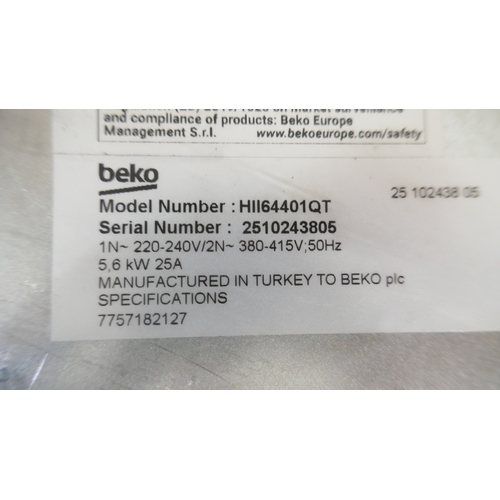 and compliance of products: Beko Europe
Management S.r.l. www.bekoeurope.com/safety
beko
25 102438 05
Model Number : HII64401QT
Serial Number : 2510243805
1N~ 220-240V/2N~ 380-415V;50Hz
5,6 kW 25A
MANUFACTURED IN TURKEY TO BEKO plc
SPECIFICATIONS
7757182127